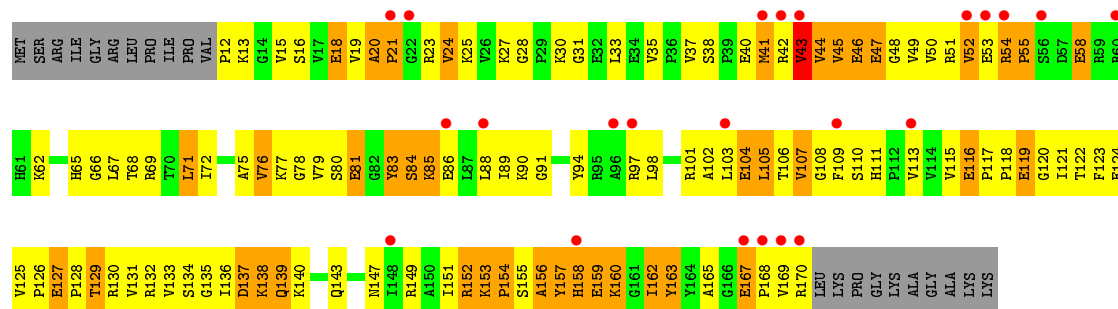 MET SER ARG ILE GLY ARG LEU PRO ILE PRO VAL P12 K13 G14 V15 S16 V17 E18 V19 A20 P21 G22 R23 V24 K25 V26 K27 G28 P29 K30 G31 E32 L33 E34 V35 P36 V37 S38 P39 E40 M41 R42 V43 V44 V45 E46 E47 G48 V49 V50 R51 V52 E53 R54 P55 S56 D57 E58 R59 R60
H61 K62 H65 G66 L67 T68 R69 T70 L71 I72 A75 V76 K77 G78 V79 S80 E81 G82 Y83 S84 K85 E86 L87 L88 I89 K90 G91 Y94 R95 A96 R97 L98 R101 A102 L103 E104 L105 T106 V107 G108 F109 S110 H111 P112 V113 V114 V115 E116 P117 P118 E119 G120 I121 T122 F123 E124
V125 P126 E127 P128 T129 R130 V131 R132 V133 S134 G135 I136 D137 K138 Q139 K140 Q143 N147 I148 R149 A150 I151 R152 K153 P154 S155 A156 Y157 H158 E159 K160 G161 I162 Y163 Y164 A165 G166 E167 P168 V169 R170 LEU LYS PRO GLY LYS ALA GLY ALA ALA LYS LYS